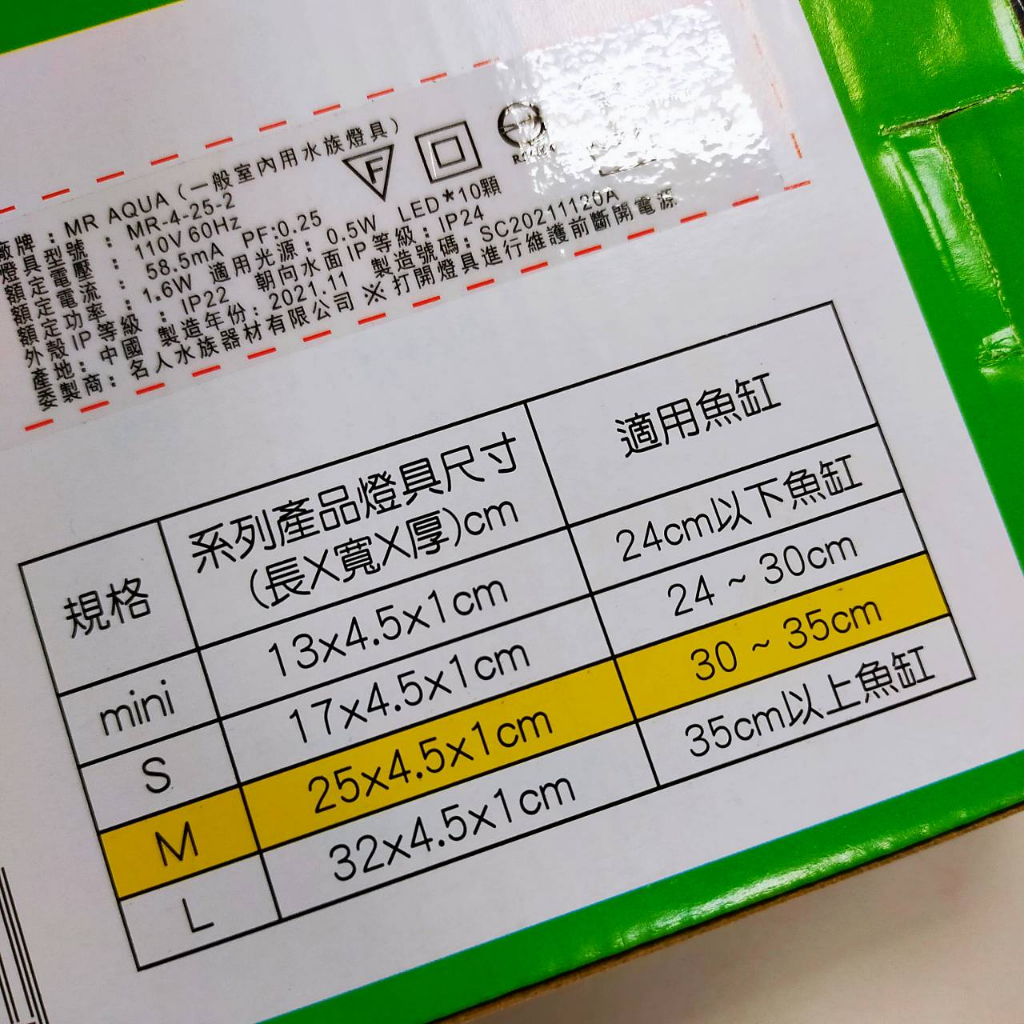 廠牌：MR AQUA（一般室內用水族燈具）
燈具型號：MR-4-25-2
額定電壓：110V 60Hz
額定電流：58.5mA PF:0.25
額定功率：1.6W 適用光源：0.5W LED*10顆
外殼IP等級：IP22 朝向水面IP等級：IP24
產地：中國 製造年份：2021.11 製造號碼：SC20211120A
委製商：名人水族器材有限公司 ※打開燈具進行維護前斷開電源
F
規格 系列產品燈具尺寸 適用魚缸
(長X寬X厚)cm
mini 13x4.5x1cm 24cm以下魚缸
S 17x4.5x1cm 24 ~ 30cm
M 25x4.5x1cm 30 ~ 35cm
L 32x4.5x1cm 35cm以上魚缸